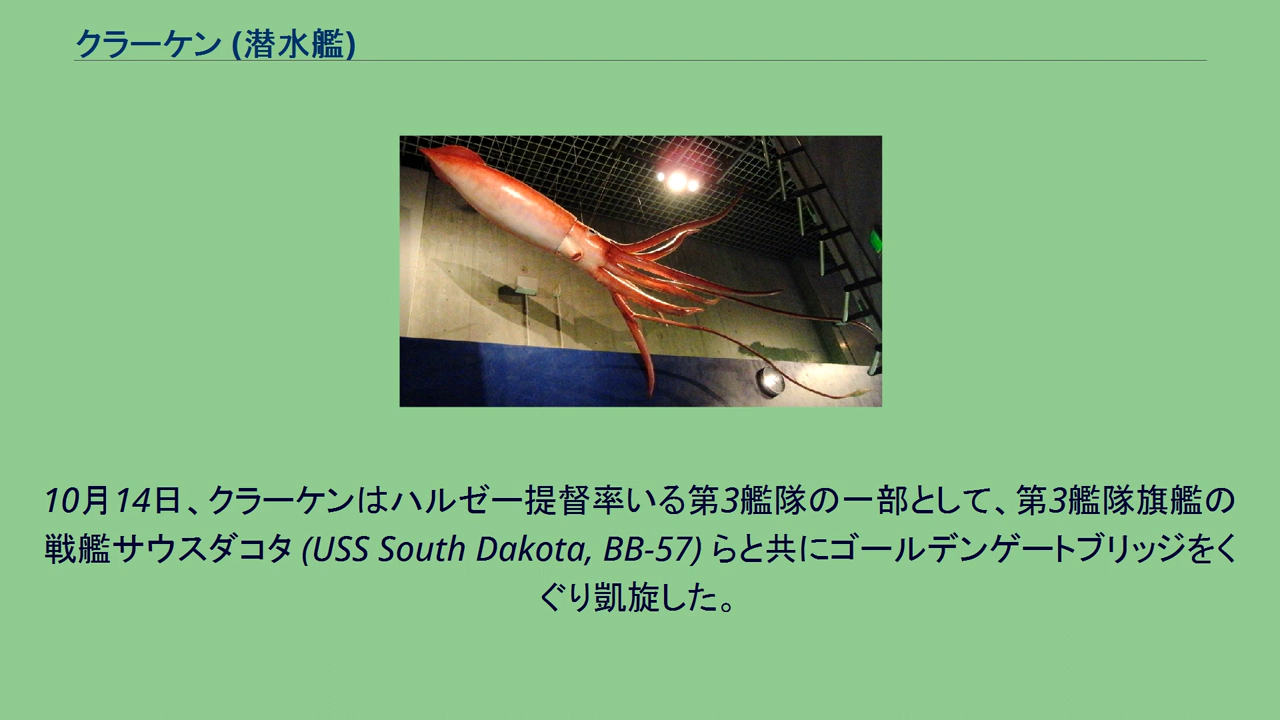 クラーケン (潜水艦)
10月14日、クラーケンはハルゼー提督率いる第3艦隊の一部として、第3艦隊旗艦の
戦艦サウスダコタ (USS South Dakota, BB-57) らと共にゴールデンゲートブリッジをく
ぐり凱旋した。